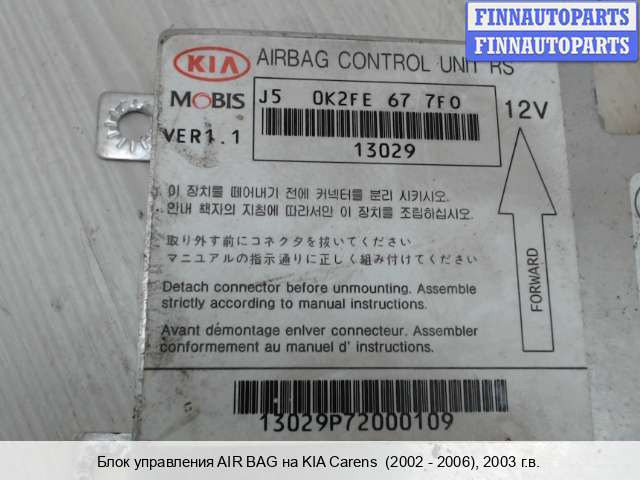 FINNAUTOPARTS
FINNAUTOPARTS
KIA AIRBAG CONTROL UNIT RS
MOBIS J5 0K2FE 67 7F0 12V
VER1.1
13029
이 장치를 떼어내기 전에 커넥터를 분리 시키시오.
안내 책자의 지침에 따라서만 이 장치를 조립하십시오.
取り外す前にコネクタを抜いてください
マニュアルの指示通りに正しく組み付けてください
FORWARD
Detach connector before unmounting. Assemble
strictly according to manual instructions.
Avant démontage enlver connecteur. Assembler
conformement au manuel d' instructions.
13029P72000109
Блок управления AIR BAG на KIA Carens (2002 - 2006), 2003 г.в.